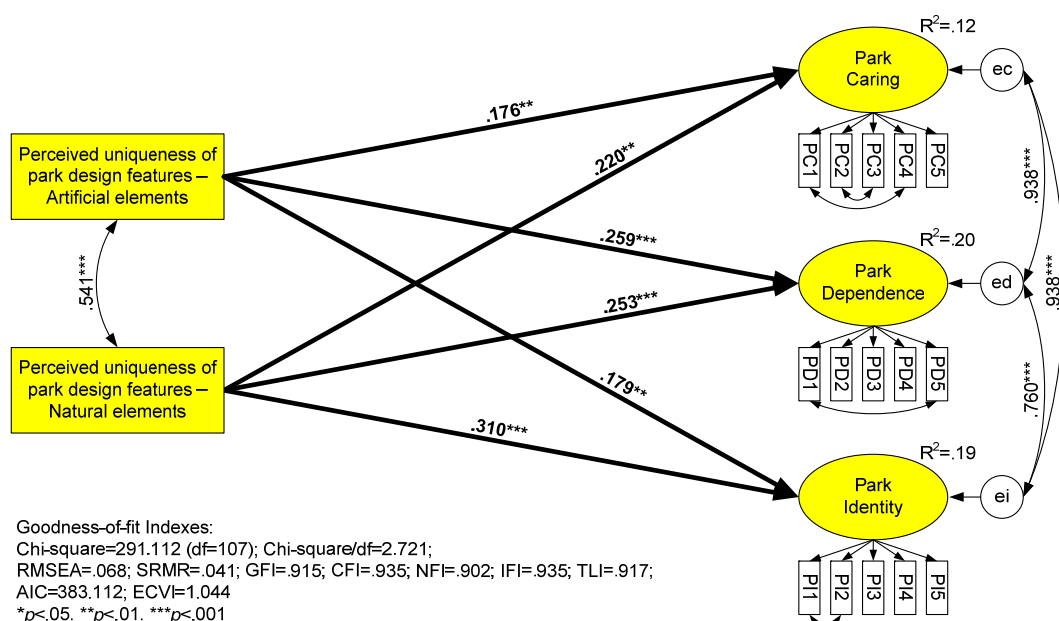 R²=.12
Park
Caring
ec
.176**
PC1
PC2
PC3
PC4
PC5
Perceived uniqueness of
park design features –
Artificial elements
.220**
.938***
.259***
R²=.20
Park
Dependence
ed
.938***
.541***
.253***
PD1
PD2
PD3
PD4
PD5
Perceived uniqueness of
park design features –
Natural elements
.179**
.760***
.310***
R²=.19
Park
Identity
ei
PI1
PI2
PI3
PI4
PI5
Goodness-of-fit Indexes:
Chi-square=291.112 (df=107); Chi-square/df=2.721;
RMSEA=.068; SRMR=.041; GFI=.915; CFI=.935; NFI=.902; IFI=.935; TLI=.917;
AIC=383.112; ECVI=1.044
*p<.05. **p<.01. ***p<.001